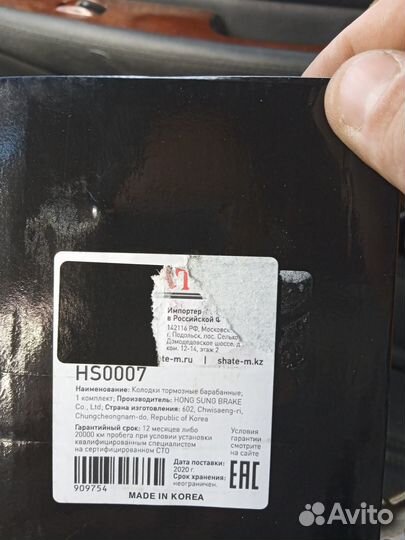 Импортер
в Российской Ф
142116 РФ, Московск
г. Подольск, пос. Сельхо
Домодедовское шоссе, д
кон. 12-14, этаж 2
shate-m.ru shate-m.kz
HS0007
Наименование: Колодки тормозные барабанные;
1 комплект; Производитель: HONG SUNG BRAKE
Co., Ltd, Страна изготовления: 602, Chwisaeng-ri,
Chungcheongnam-do, Republic of Korea
Гарантийный срок: 12 месяцев либо
20000 км пробега при условии установки
квалифицированным специалистом
на сертифицированном СТО
Условия
гарантии
смотрите
на сайте
Дата поставки:
2020 г.
Срок хранения:
неограничен.
EAC
909754
MADE IN KOREA
Avito